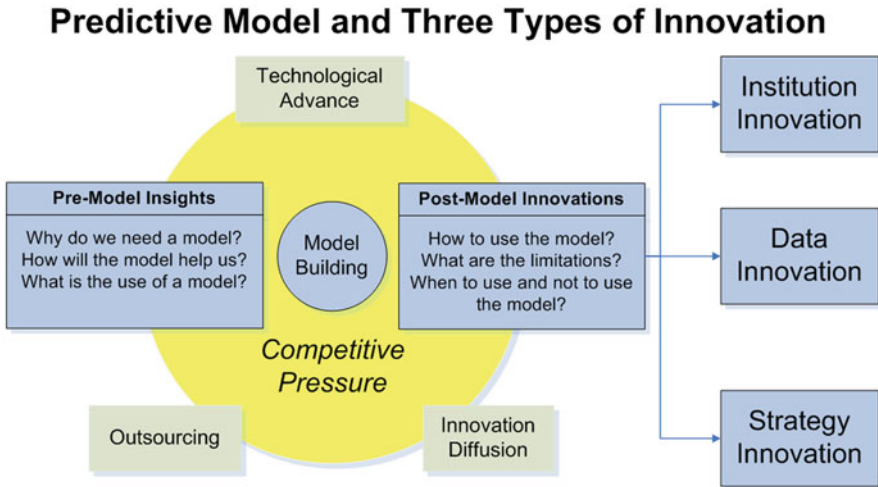 Predictive Model and Three Types of Innovation
Technological
Advance
Pre-Model Insights
Why do we need a model?
How will the model help us?
What is the use of a model?
Model
Building
Post-Model Innovations
How to use the model?
What are the limitations?
When to use and not to use
the model?
Competitive
Pressure
Outsourcing
Innovation
Diffusion
Institution
Innovation
Data
Innovation
Strategy
Innovation